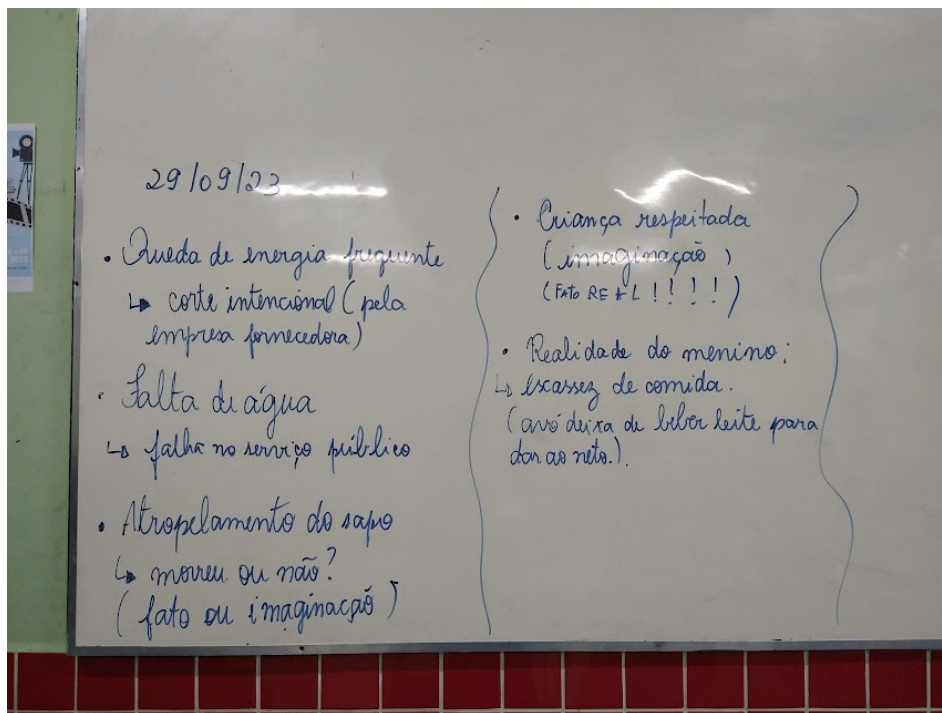 29/09/23
• Queda de energia frequente
↳ corte intencional (pela
empresa fornecedora)
• Falta de água
↳ falha no serviço público
• Atropelamento do sapo
↳ morreu ou não?
(fato ou imaginação)
• Criança respeitada
(imaginação)
(FATO REAL!!!!)
• Realidade do menino:
↳ escassez de comida.
(avó deixa de beber leite para
dar ao neto.).